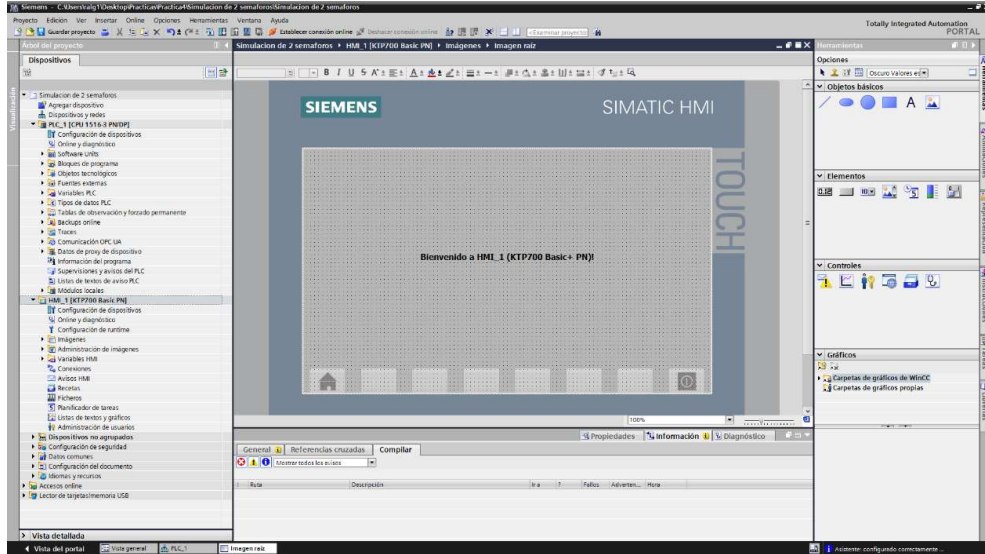 Siemens - C:\Users\ralg1\Desktop\Practicas\Practica4\Simulacion de 2 semaforos\Simulacion de 2 semaforos
Proyecto Edición Ver Insertar Online Opciones Herramientas Ventana Ayuda
Guardar proyecto Establecer conexión online Deshacer conexión online <Examinar proyecto>
Totally Integrated Automation
PORTAL
Árbol del proyecto
Simulacion de 2 semaforos HMI_1 [KTP700 Basic PN] Imágenes Imagen raíz
Herramientas
Dispositivos
Opciones
Oscuro Valores es
Simulacion de 2 semaforos
Agregar dispositivo
Dispositivos y redes
PLC_1 [CPU 1516-3 PN/DP]
Configuración de dispositivos
Online y diagnóstico
Software Units
Bloques de programa
Objetos tecnológicos
Fuentes externas
Variables PLC
Tipos de datos PLC
Tablas de observación y forzado permanente
Backups online
Traces
Comunicación OPC UA
Datos de proxy de dispositivo
Información del programa
Supervisiones y avisos del PLC
Listas de textos de aviso PLC
Módulos locales
HMI_1 [KTP700 Basic PN]
Configuración de dispositivos
Online y diagnóstico
Configuración de runtime
Imágenes
Administración de imágenes
Variables HMI
Conexiones
Avisos HMI
Recetas
Ficheros
Planificador de tareas
Listas de textos y gráficos
Administración de usuarios
Dispositivos no agrupados
Configuración de seguridad
Datos comunes
Configuración del documento
Idiomas y recursos
Accesos online
Lector de tarjetas/memoria USB
Vista detallada
Visualización
SIEMENS
SIMATIC HMI
TOUCH
Bienvenido a HMI_1 (KTP700 Basic+ PN)!
100%
Propiedades Información Diagnóstico
General Referencias cruzadas Compilar
Mostrar todos los avisos
! Ruta Descripción Ir a ? Fallos Adverten... Hora
Objetos básicos
Elementos
Controles
Gráficos
Carpetas de gráficos de WinCC
Carpetas de gráficos propias
Vista del portal Vista general PLC_1 Imagen raíz
Asistente: configurado correctamente ...